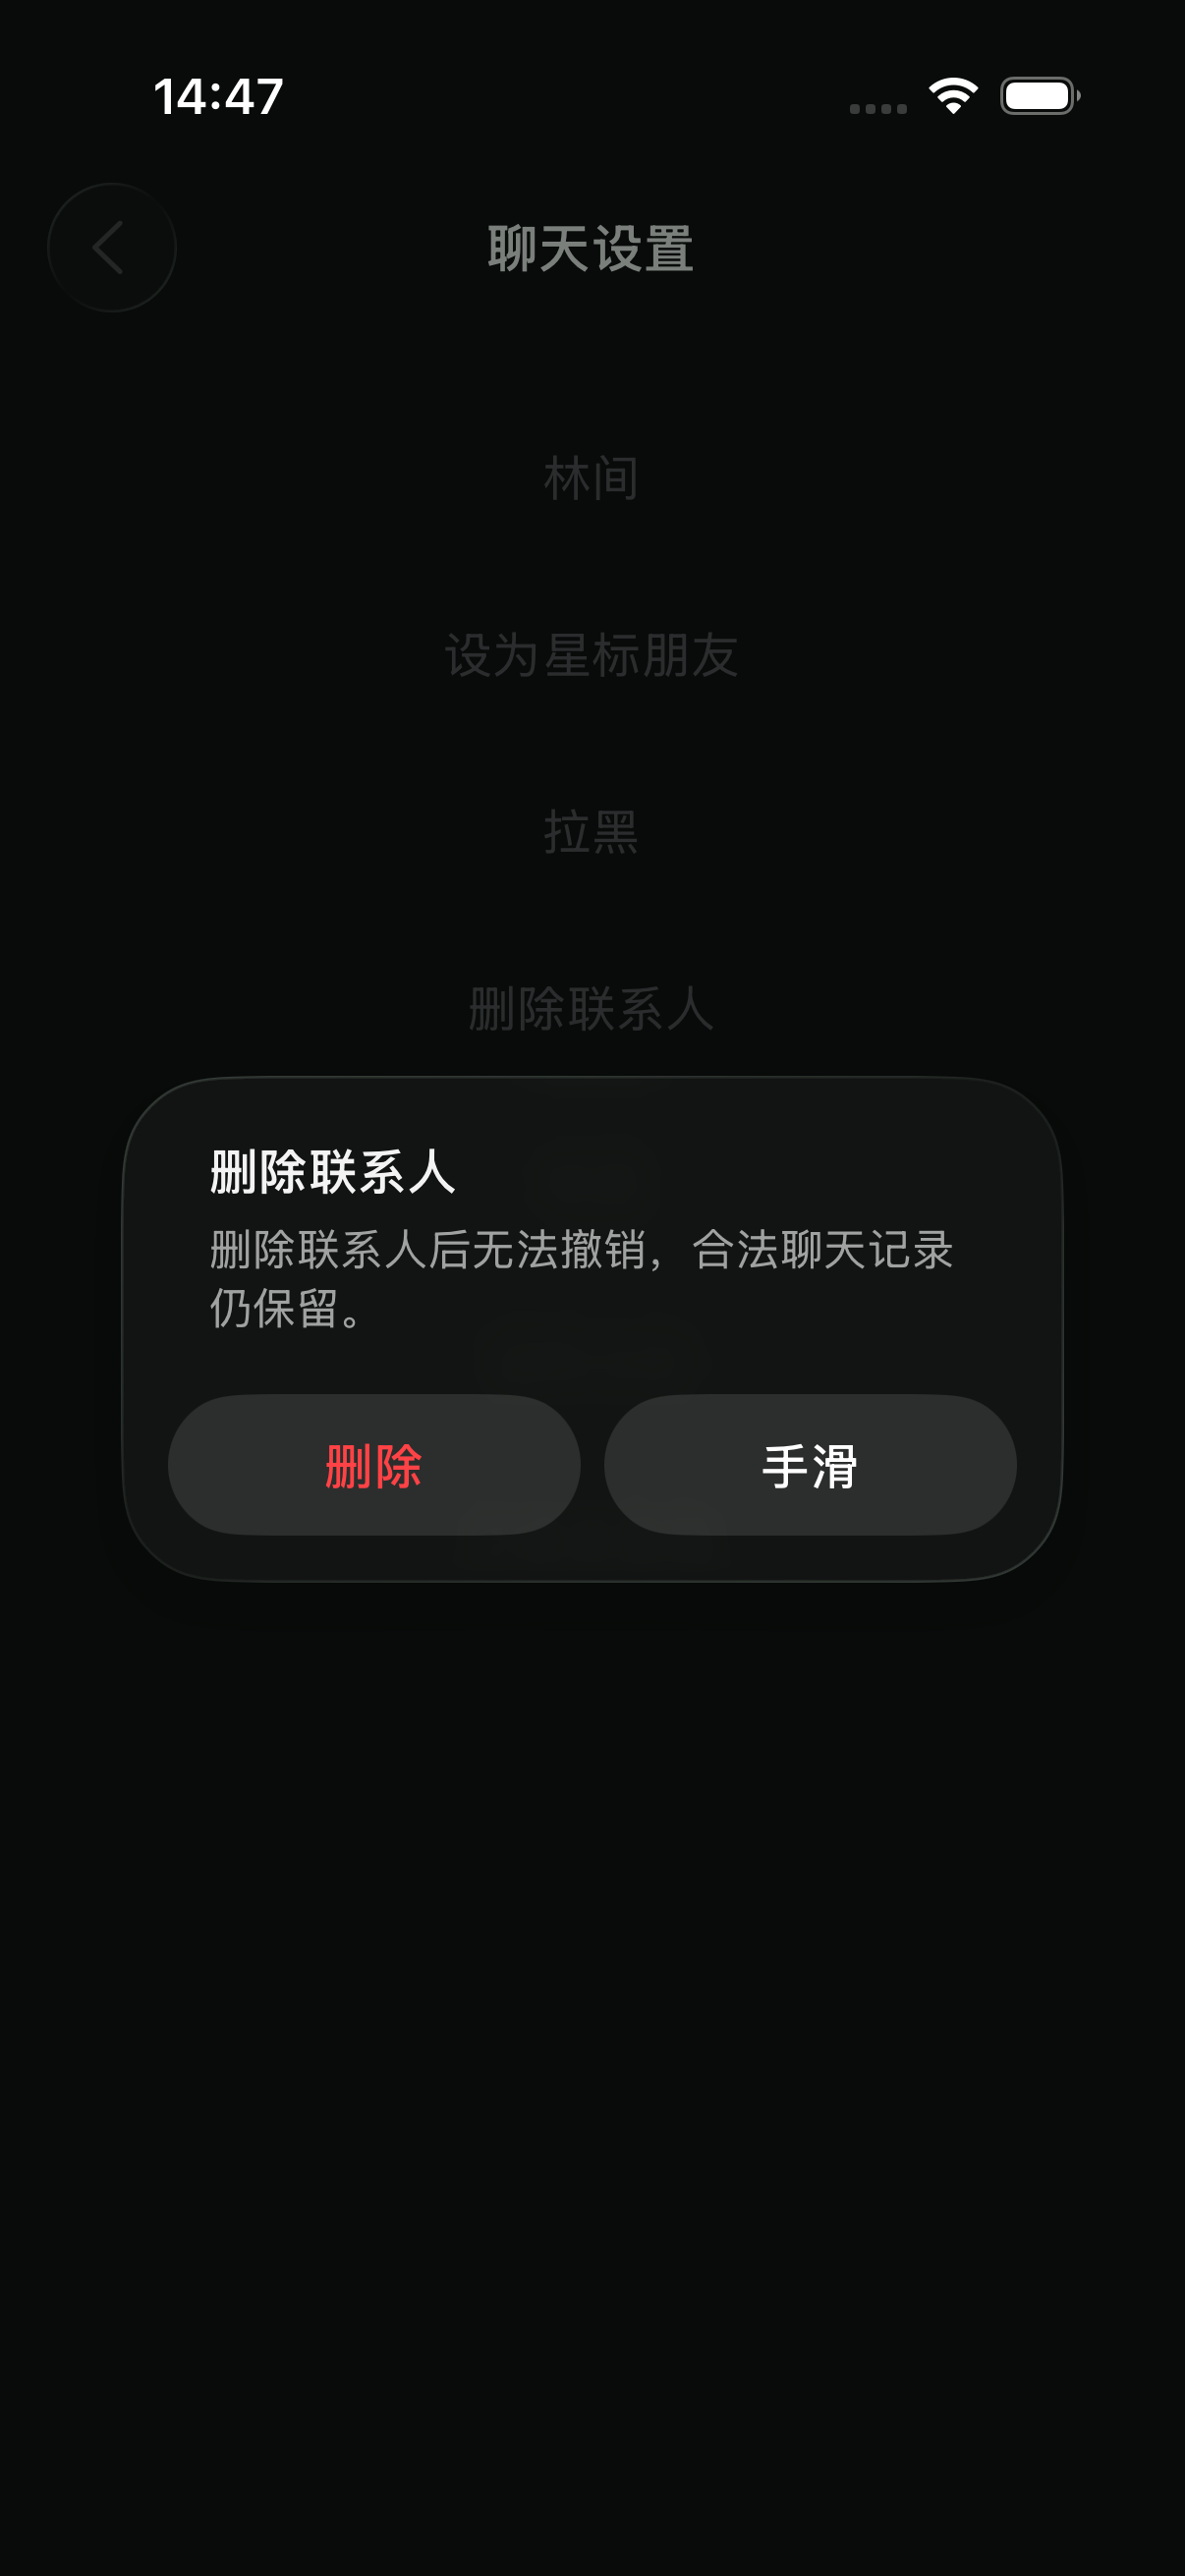 14:47
聊天设置
林间
设为星标朋友
拉黑
删除联系人
删除联系人
删除联系人后无法撤销，合法聊天记录
仍保留。
删除
手滑